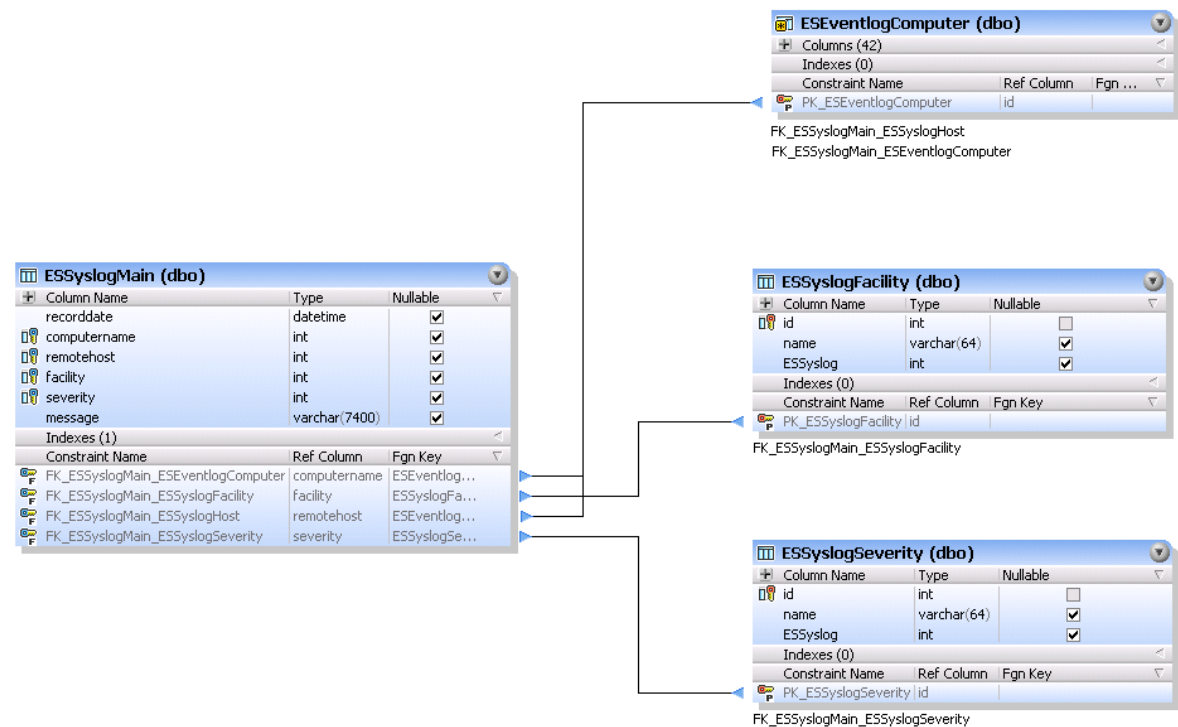 ESEventlogComputer (dbo)
Columns (42)
Indexes (0)
Constraint Name Ref Column Fgn ...
PK_ESEventlogComputer id
FK_ESSyslogMain_ESSyslogHost
FK_ESSyslogMain_ESEventlogComputer
ESSyslogMain (dbo)
Column Name Type Nullable
recorddate datetime
computername int
remotehost int
facility int
severity int
message varchar(7400)
Indexes (1)
Constraint Name Ref Column Fgn Key
FK_ESSyslogMain_ESEventlogComputer computername ESEventlog...
FK_ESSyslogMain_ESSyslogFacility facility ESSyslogFa...
FK_ESSyslogMain_ESSyslogHost remotehost ESEventlog...
FK_ESSyslogMain_ESSyslogSeverity severity ESSyslogSe...
ESSyslogFacility (dbo)
Column Name Type Nullable
id int
name varchar(64)
ESSyslog int
Indexes (0)
Constraint Name Ref Column Fgn Key
PK_ESSyslogFacility id
FK_ESSyslogMain_ESSyslogFacility
ESSyslogSeverity (dbo)
Column Name Type Nullable
id int
name varchar(64)
ESSyslog int
Indexes (0)
Constraint Name Ref Column Fgn Key
PK_ESSyslogSeverity id
FK_ESSyslogMain_ESSyslogSeverity